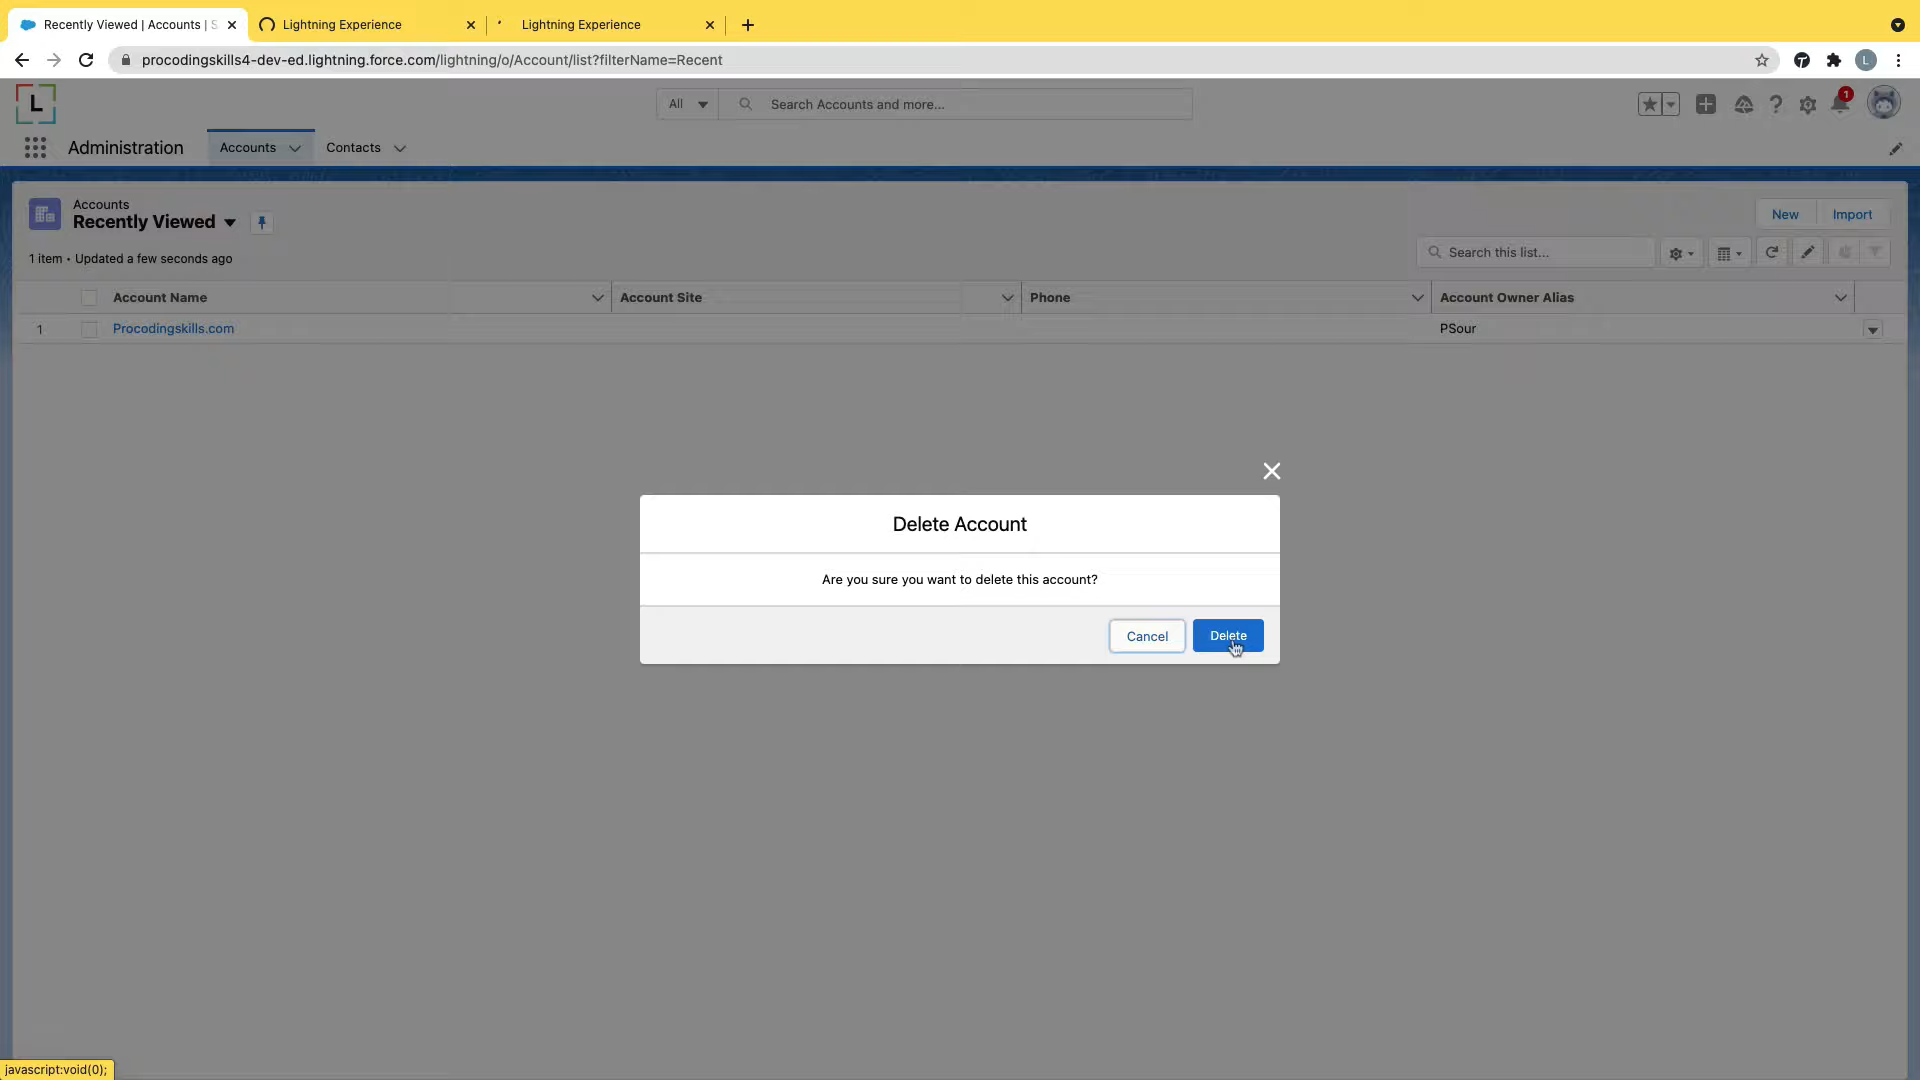 Recently Viewed | Accounts | S
Lightning Experience
Lightning Experience
procodingskills4-dev-ed.lightning.force.com/lightning/o/Account/list?filterName=Recent
L
L
All
Search Accounts and more...
1
Administration
Accounts
Contacts
Accounts
Recently Viewed
New
Import
1 item • Updated a few seconds ago
Search this list...
Account Name
Account Site
Phone
Account Owner Alias
1
Procodingskills.com
PSour
Delete Account
Are you sure you want to delete this account?
Cancel
Delete
javascript:void(0);